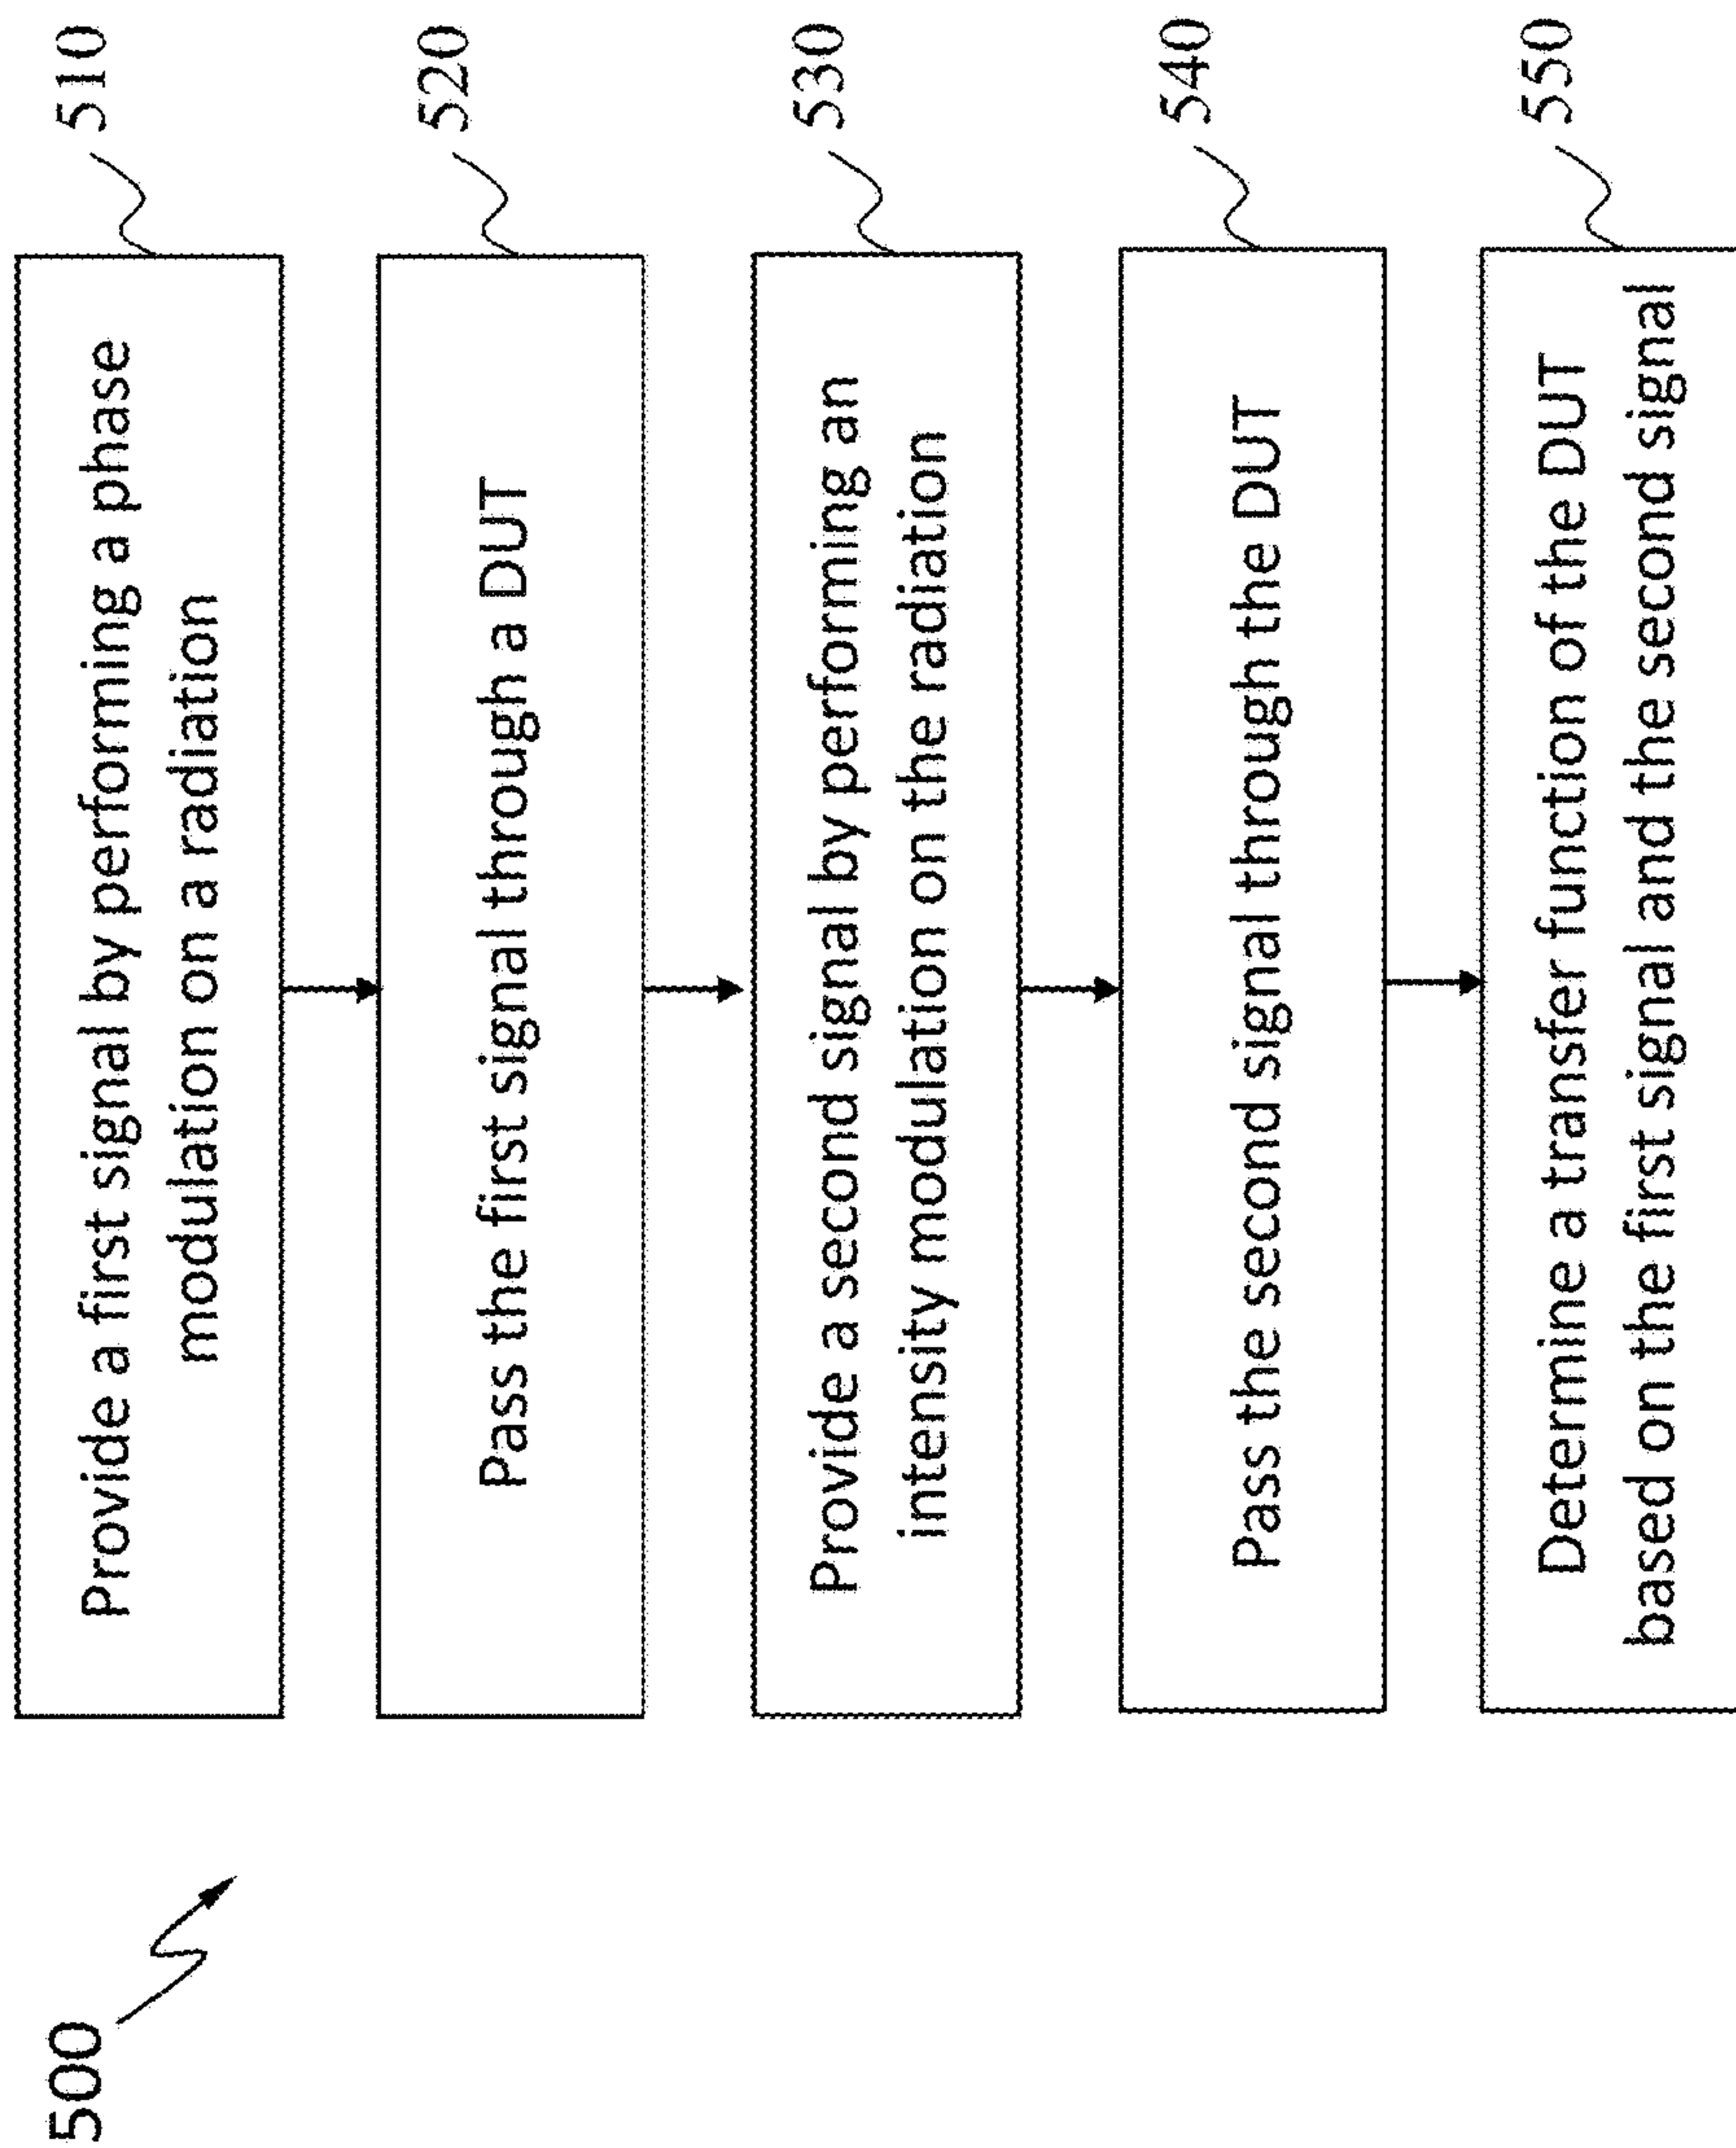 500
Provide a first signal by performing a phase
modulation on a radiation
510
Pass the first signal through a DUT
520
Provide a second signal by performing an
intensity modulation on the radiation
530
Pass the second signal through the DUT
540
Determine a transfer function of the DUT
based on the first signal and the second signal
550